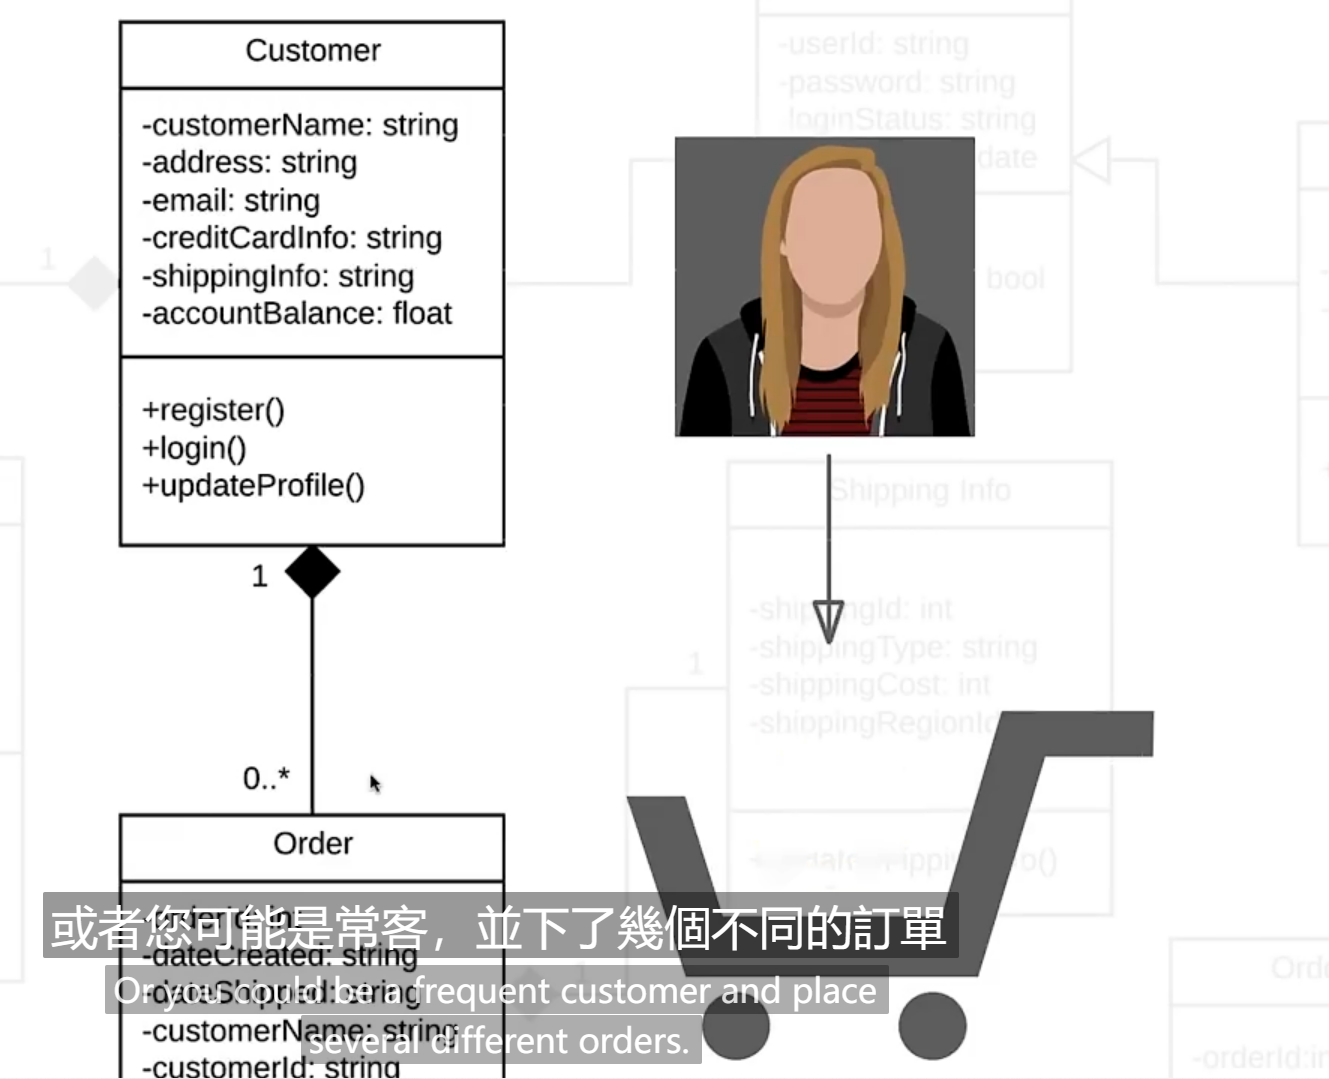 Customer
-customerName: string
-address: string
-email: string
-creditCardInfo: string
-shippingInfo: string
-accountBalance: float
+register()
+login()
+updateProfile()
1
0..*
Order
-dateCreated: string
-dateShipped: string
-customerName: string
-customerId: string
1
-userId: string
-password: string
-loginStatus: string
date
bool
Shipping Info
-shippingId: int
-shippingType: string
-shippingCost: int
-shippingRegionId
1
o()
1
-orderId:in
或者您可能是常客，並下了幾個不同的訂單
Or you could be a frequent customer and place
several different orders.